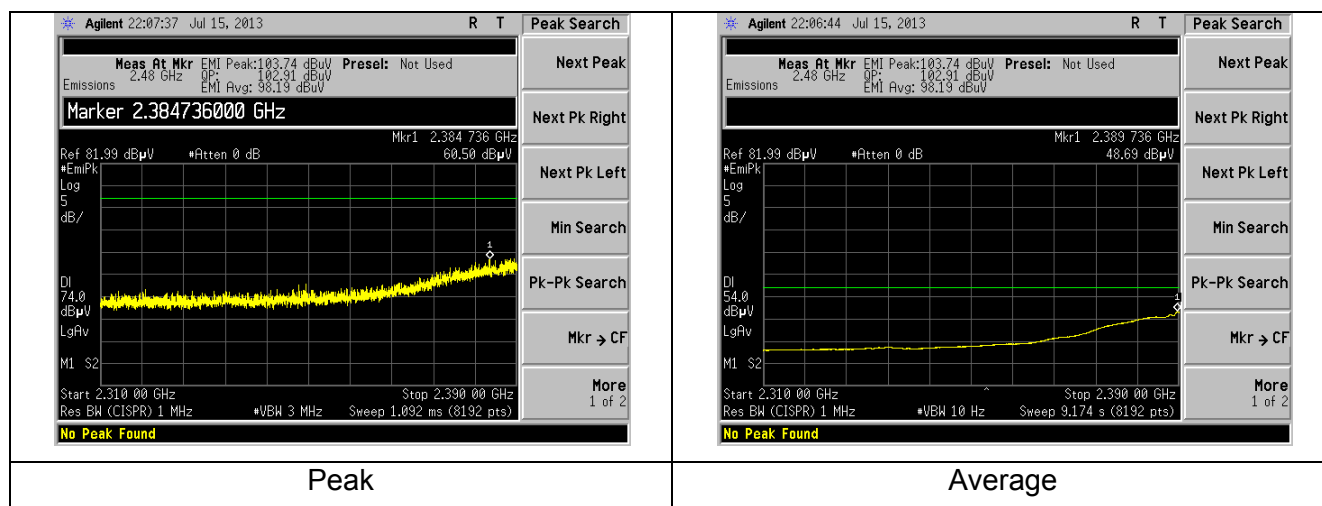 Agilent 22:07:37 Jul 15, 2013 R T
Peak Search
Meas At Mkr EMI Peak:103.74 dBuV Presel: Not Used
2.48 GHz QP: 102.91 dBuV
Emissions EMI Avg: 98.19 dBuV
Marker 2.384736000 GHz
Mkr1 2.384 736 GHz
Ref 81.99 dBµV #Atten 0 dB 60.50 dBµV
#EmiPk
Log
5
dB/
1
DI
74.0
dBµV
LgAv
M1 S2
Start 2.310 00 GHz Stop 2.390 00 GHz
Res BW (CISPR) 1 MHz #VBW 3 MHz Sweep 1.092 ms (8192 pts)
No Peak Found
Next Peak
Next Pk Right
Next Pk Left
Min Search
Pk-Pk Search
Mkr → CF
More
1 of 2
Agilent 22:06:44 Jul 15, 2013 R T
Peak Search
Meas At Mkr EMI Peak:103.74 dBuV Presel: Not Used
2.48 GHz QP: 102.91 dBuV
Emissions EMI Avg: 98.19 dBuV
Mkr1 2.389 736 GHz
Ref 81.99 dBµV #Atten 0 dB 48.69 dBµV
#EmiPk
Log
5
dB/
1
DI
54.0
dBµV
LgAv
M1 S2
Start 2.310 00 GHz ^ Stop 2.390 00 GHz
Res BW (CISPR) 1 MHz #VBW 10 Hz Sweep 9.174 s (8192 pts)
No Peak Found
Next Peak
Next Pk Right
Next Pk Left
Min Search
Pk-Pk Search
Mkr → CF
More
1 of 2
Peak
Average